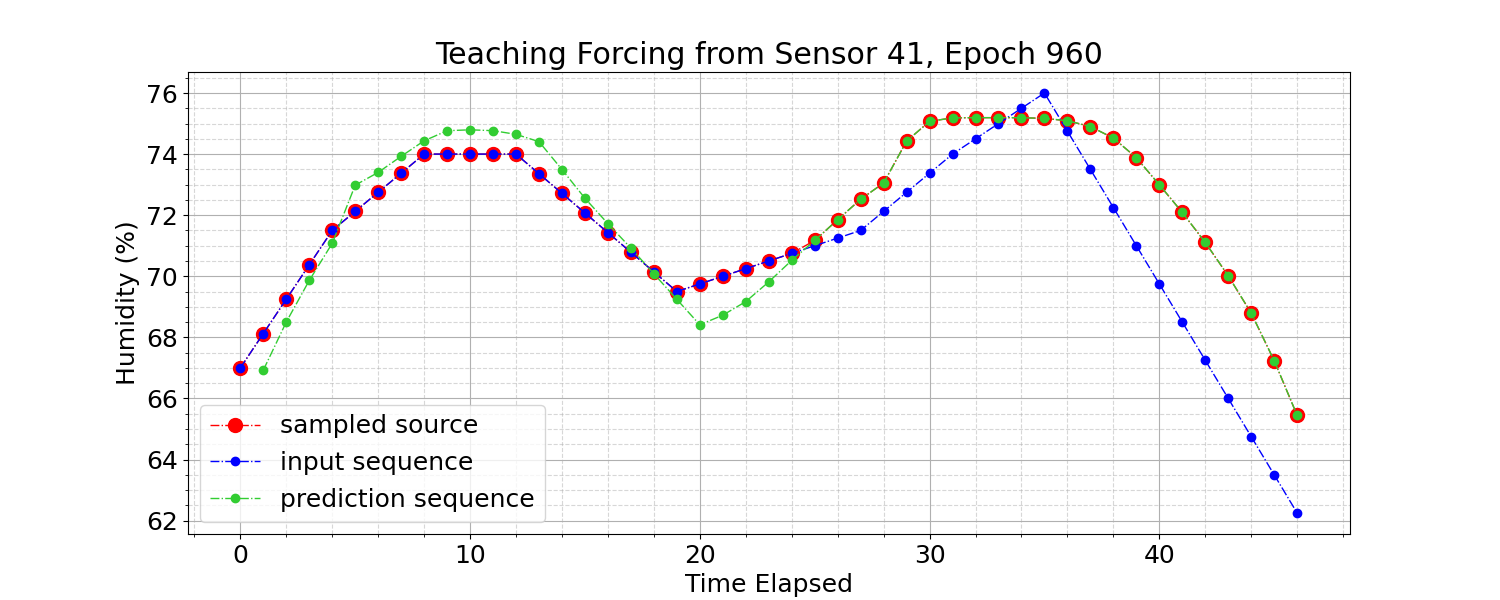 Teaching Forcing from Sensor 41, Epoch 960
Humidity (%)
76
74
72
70
68
66
64
62
sampled source
input sequence
prediction sequence
0 10 20 30 40
Time Elapsed